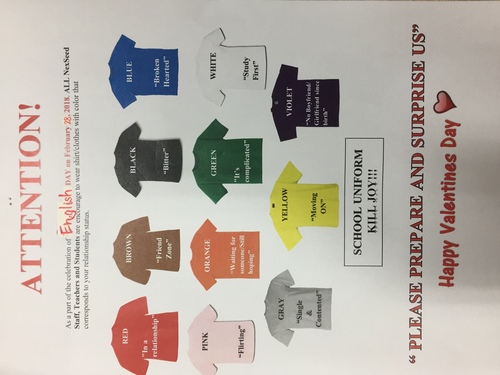 ATTENTION!
As a part of the celebration of English DAY on February 28, 2018. ALL NexSeed
Staff, Teachers and Students are encourage to wear shirt/clothes with color that
corresponds to your relationship status.
RED
"In a
relationship"
BROWN
"Friend
Zone"
BLACK
"Bitter"
BLUE
"Broken
Hearted"
PINK
"Flirting"
ORANGE
"Waiting for
someone/Still
hoping"
GREEN
"It's
complicated"
WHITE
"Study
First"
GRAY
"Single
&
Contented"
YELLOW
"Moving
ON"
VIOLET
"No Boyfriend/
Girlfriend since
birth"
SCHOOL UNIFORM
KILL JOY!!!
" PLEASE PREPARE AND SURPRISE US"
Happy Valentines Day